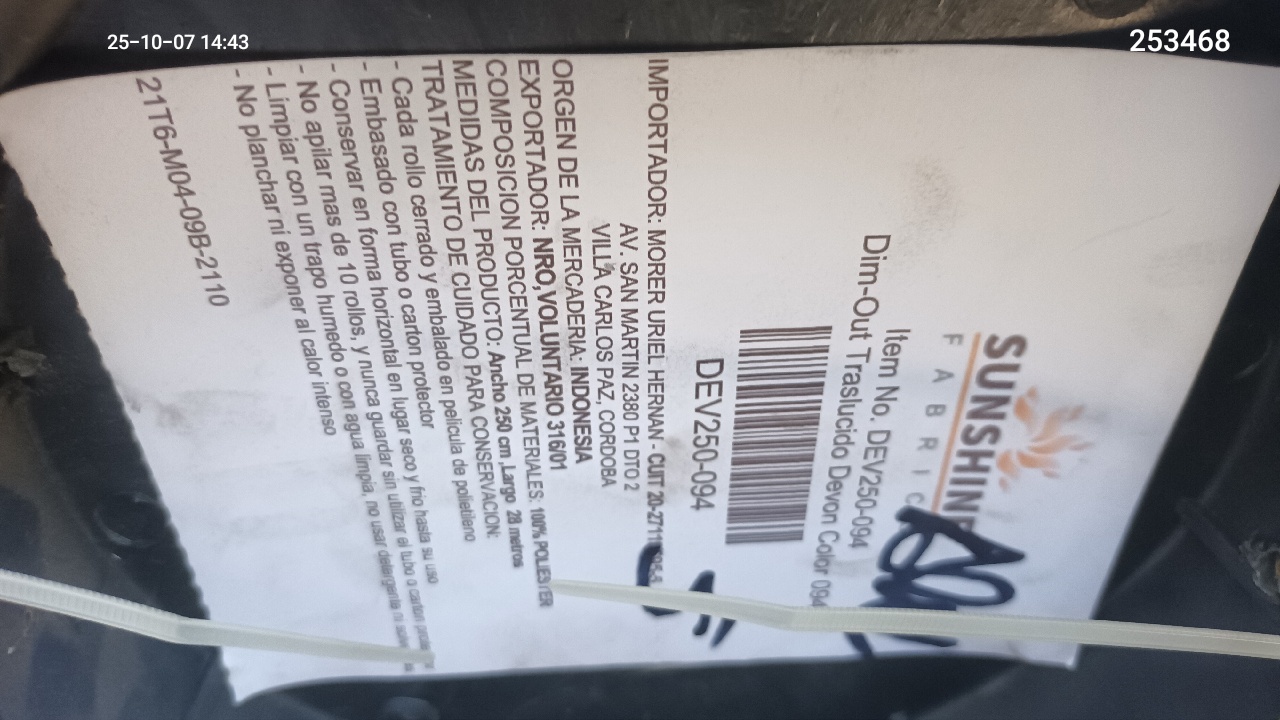 25-10-07 14:43
253468
SUNSHINE
FABRIC
Item No. DEV250-094
Dim-Out Traslucido Devon Color 094
DEV250-094
IMPORTADOR: MORER URIEL HERNAN - CUIT
AV. SAN MARTIN 2380 P1 DTO 2
VILLA CARLOS PAZ, CORDOBA
ORGEN DE LA MERCADERIA: INDONESIA
EXPORTADOR: NRO,VOLUNTARIO 316/01
COMPOSICION PORCENTUAL DE MATERIALES: 100% POLIESTER
MEDIDAS DEL PRODUCTO: Ancho 250 cm ,Largo 28 metros
TRATAMIENTO DE CUIDADO PARA CONSERVACION:
- Cada rollo cerrado y embalado en pelicula de polietileno
- Embasado con tubo o carton protector
- Conservar en forma horizontal en lugar seco y frio hasta su uso
- No apilar mas de 10 rollos, y nunca guardar sin utilizar el tubo o carton
- Limpiar con un trapo humedo o con agua limpia, no usar detergente ni
- No planchar ni exponer al calor intenso
21T6-M04-09B-2110